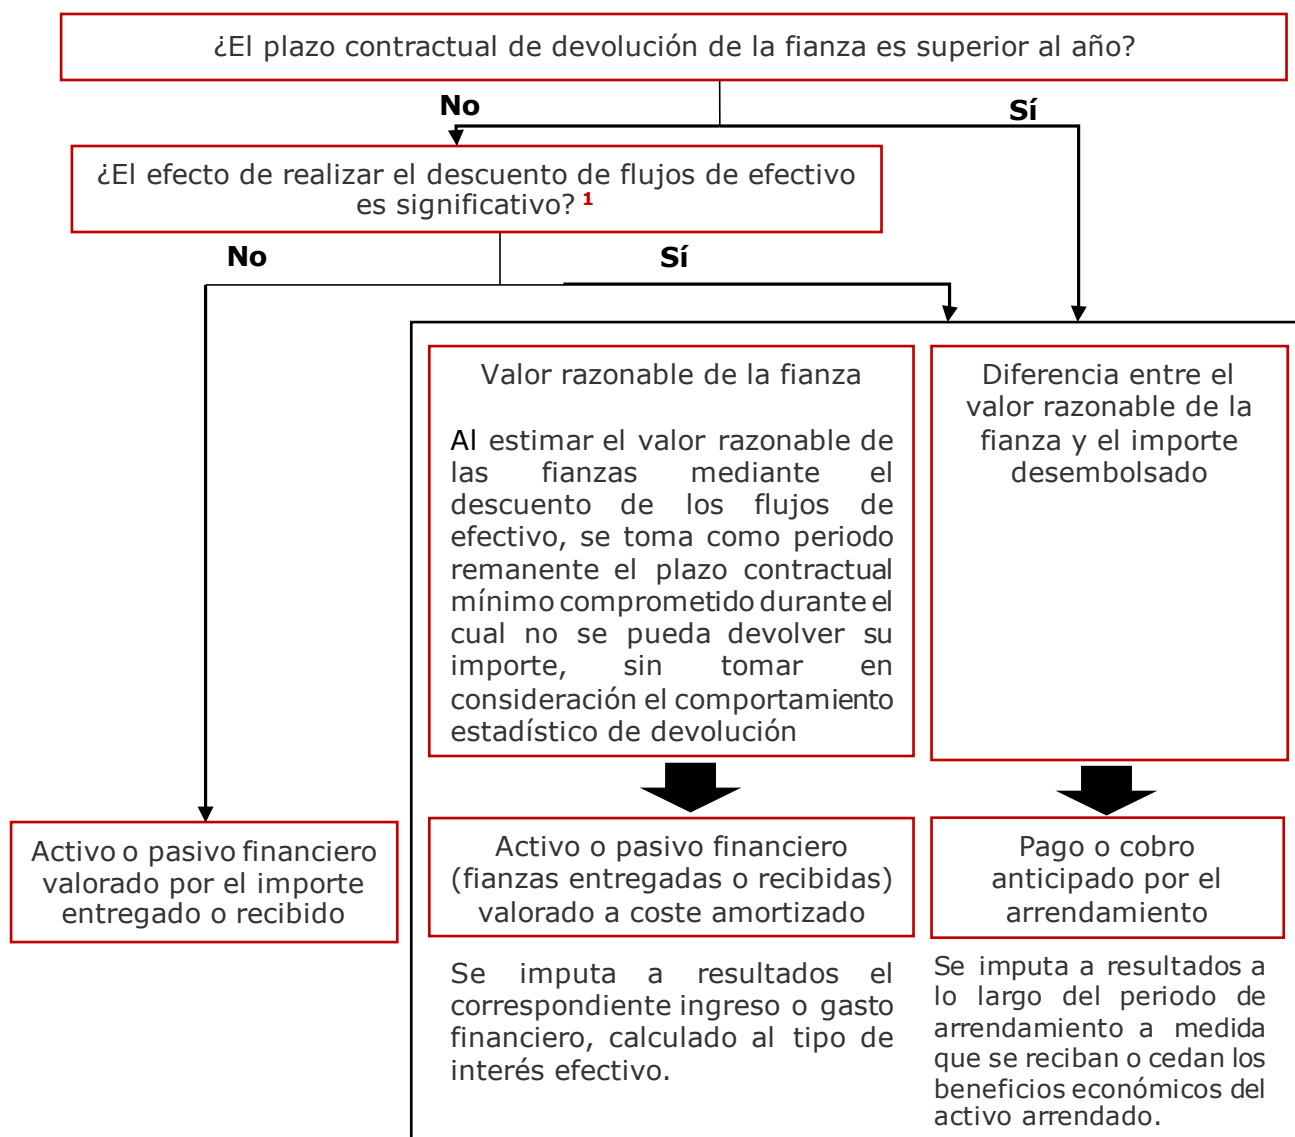 ¿El plazo contractual de devolución de la fianza es superior al año?
No
Sí
¿El efecto de realizar el descuento de flujos de efectivo
es significativo? 1
No
Sí
Valor razonable de la fianza
Al estimar el valor razonable de
las fianzas mediante el
descuento de los flujos de
efectivo, se toma como periodo
remanente el plazo contractual
mínimo comprometido durante el
cual no se pueda devolver su
importe, sin tomar en
consideración el comportamiento
estadístico de devolución
Diferencia entre el
valor razonable de la
fianza y el importe
desembolsado
Activo o pasivo financiero
valorado por el importe
entregado o recibido
Activo o pasivo financiero
(fianzas entregadas o recibidas)
valorado a coste amortizado
Pago o cobro
anticipado por el
arrendamiento
Se imputa a resultados el
correspondiente ingreso o gasto
financiero, calculado al tipo de
interés efectivo.
Se imputa a resultados a
lo largo del periodo de
arrendamiento a medida
que se reciban o cedan los
beneficios económicos del
activo arrendado.